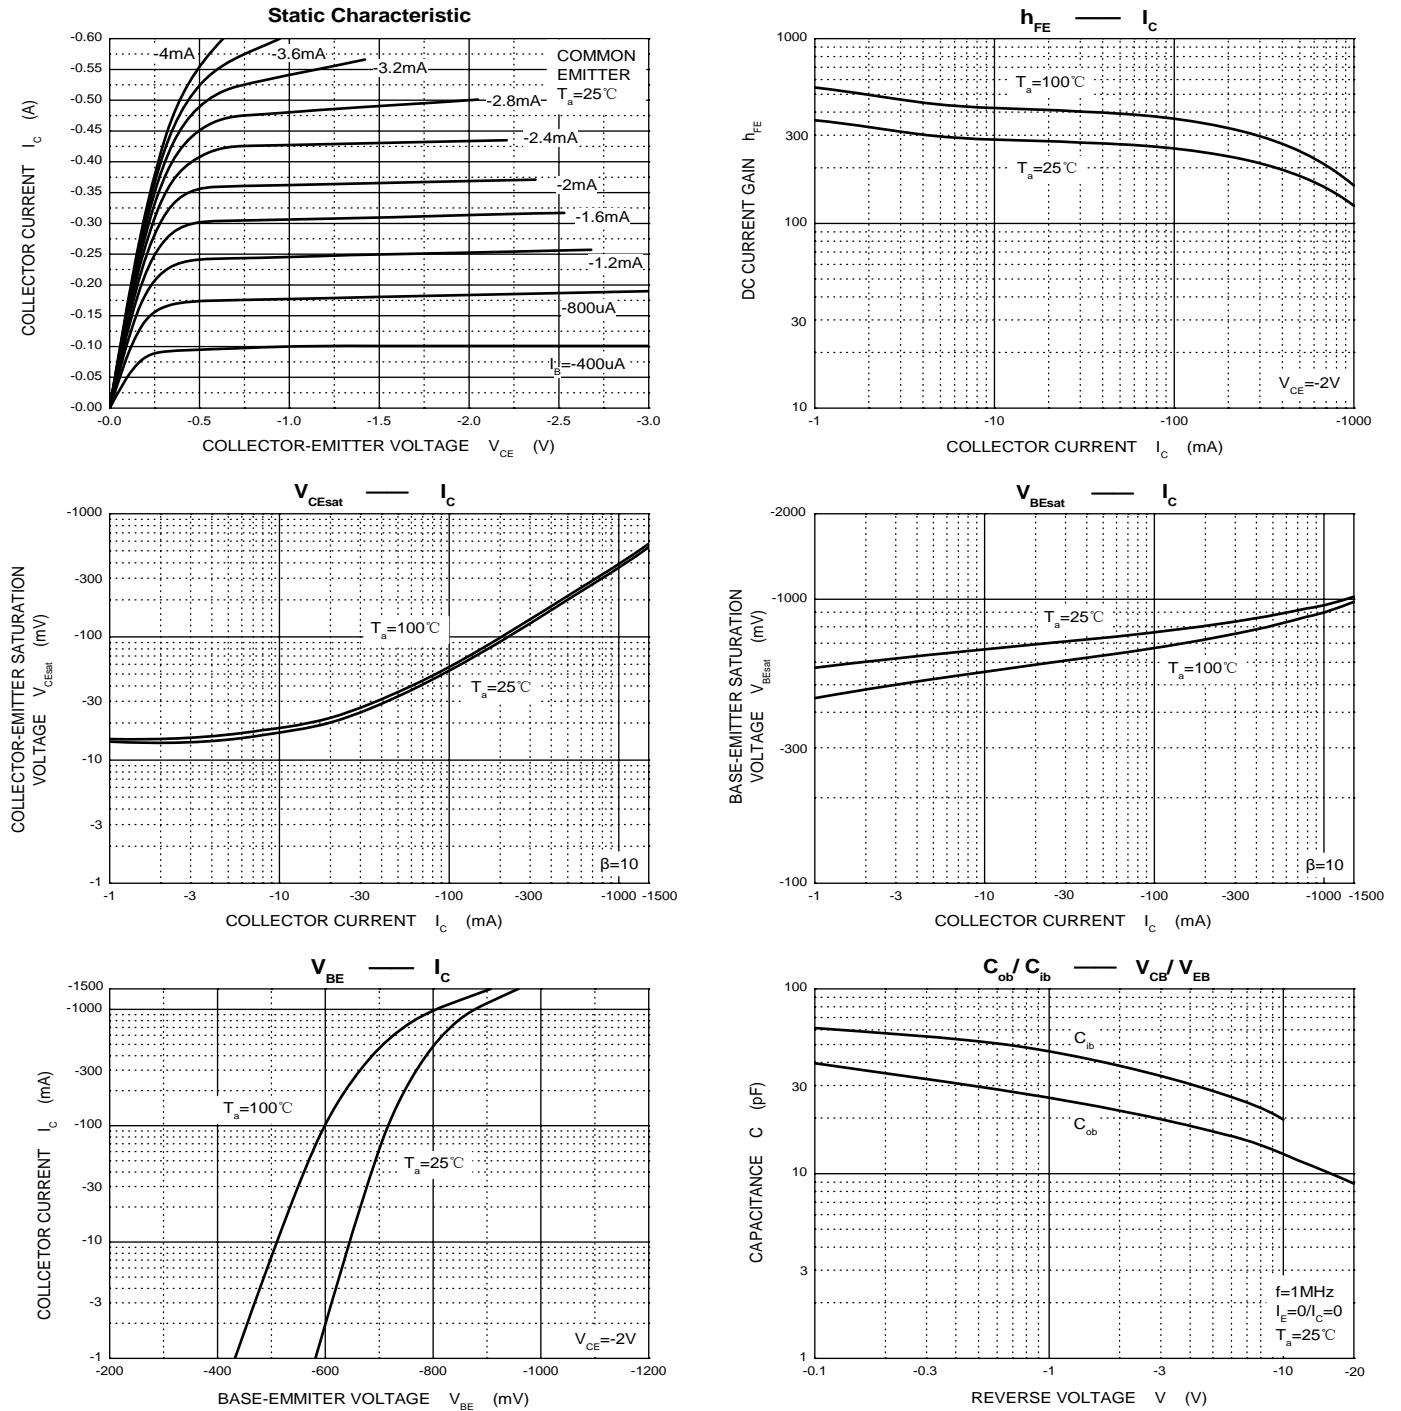 Static Characteristic
-0.60
-0.55
-0.50
-0.45
-0.40
-0.35
-0.30
-0.25
-0.20
-0.15
-0.10
-0.05
-0.00
-0.0 -0.5 -1.0 -1.5 -2.0 -2.5 -3.0
COLLECTOR CURRENT I_C (A)
COLLECTOR-EMITTER VOLTAGE V_CE (V)
-4mA
-3.6mA
-3.2mA
-2.8mA
-2.4mA
-2mA
-1.6mA
-1.2mA
-800uA
I_B=-400uA
COMMON
EMITTER
T_a=25℃
h_FE —— I_C
1000
300
100
30
10
-1 -10 -100 -1000
DC CURRENT GAIN h_FE
COLLECTOR CURRENT I_C (mA)
T_a=100℃
T_a=25℃
V_CE=-2V
V_CEsat —— I_C
-1000
-300
-100
-30
-10
-3
-1
-1 -3 -10 -30 -100 -300 -1000 -1500
COLLECTOR-EMITTER SATURATION
VOLTAGE V_CEsat (mV)
COLLECTOR CURRENT I_C (mA)
T_a=100℃
T_a=25℃
β=10
V_BEsat —— I_C
-2000
-1000
-300
-100
-1 -3 -10 -30 -100 -300 -1000 -1500
BASE-EMITTER SATURATION
VOLTAGE V_BEsat (mV)
COLLECTOR CURRENT I_C (mA)
T_a=25℃
T_a=100℃
β=10
V_BE —— I_C
-1500
-1000
-300
-100
-30
-10
-3
-1
-200 -400 -600 -800 -1000 -1200
COLLCETOR CURRENT I_C (mA)
BASE-EMMITER VOLTAGE V_BE (mV)
T_a=100℃
T_a=25℃
V_CE=-2V
C_ob/ C_ib —— V_CB/ V_EB
100
30
10
3
1
-0.1 -0.3 -1 -3 -10 -20
CAPACITANCE C (pF)
REVERSE VOLTAGE V (V)
C_ib
C_ob
f=1MHz
I_E=0/I_C=0
T_a=25℃